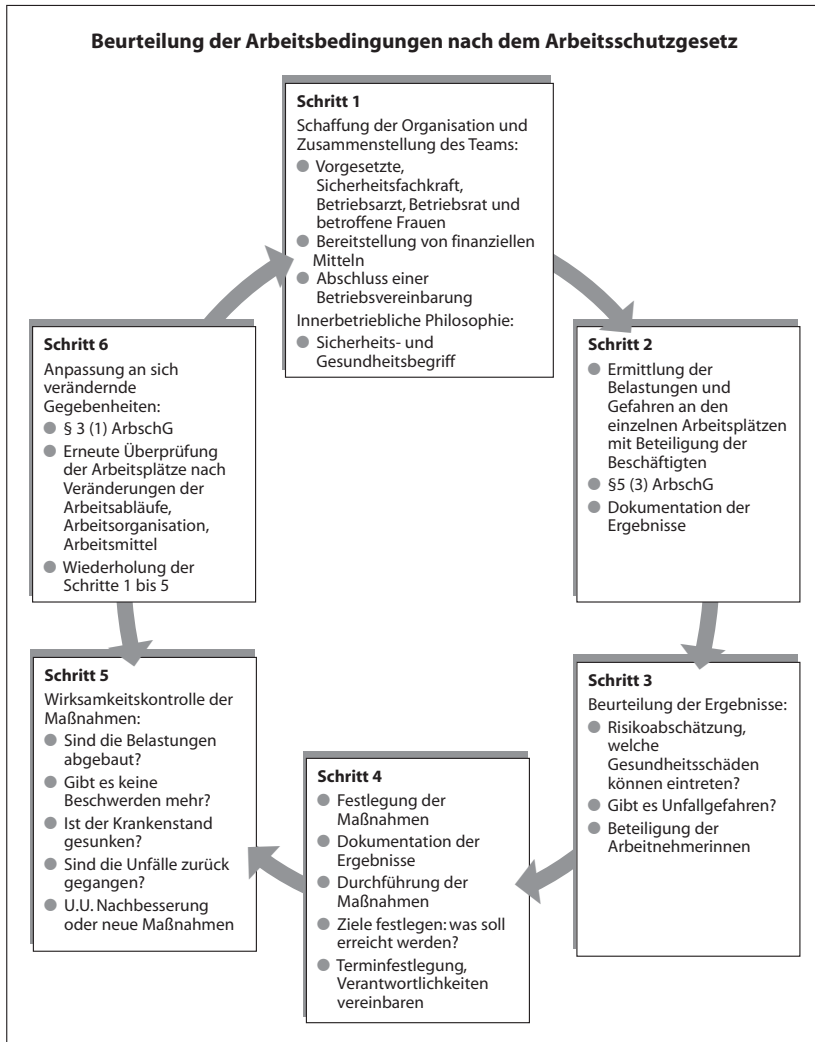 Beurteilung der Arbeitsbedingungen nach dem Arbeitsschutzgesetz
Schritt 1
Schaffung der Organisation und
Zusammenstellung des Teams:
● Vorgesetzte,
Sicherheitsfachkraft,
Betriebsarzt, Betriebsrat und
betroffene Frauen
● Bereitstellung von finanziellen
Mitteln
● Abschluss einer
Betriebsvereinbarung
Innerbetriebliche Philosophie:
● Sicherheits- und
Gesundheitsbegriff
Schritt 2
● Ermittlung der
Belastungen und
Gefahren an den
einzelnen Arbeitsplätzen
mit Beteiligung der
Beschäftigten
● §5 (3) ArbschG
● Dokumentation der
Ergebnisse
Schritt 3
Beurteilung der Ergebnisse:
● Risikoabschätzung,
welche
Gesundheitsschäden
können eintreten?
● Gibt es Unfallgefahren?
● Beteiligung der
Arbeitnehmerinnen
Schritt 4
● Festlegung der
Maßnahmen
● Dokumentation der
Ergebnisse
● Durchführung der
Maßnahmen
● Ziele festlegen: was soll
erreicht werden?
● Terminfestlegung,
Verantwortlichkeiten
vereinbaren
Schritt 5
Wirksamkeitskontrolle der
Maßnahmen:
● Sind die Belastungen
abgebaut?
● Gibt es keine
Beschwerden mehr?
● Ist der Krankenstand
gesunken?
● Sind die Unfälle zurück
gegangen?
● U.U. Nachbesserung
oder neue Maßnahmen
Schritt 6
Anpassung an sich
verändernde
Gegebenheiten:
● § 3 (1) ArbschG
● Erneute Überprüfung
der Arbeitsplätze nach
Veränderungen der
Arbeitsabläufe,
Arbeitsorganisation,
Arbeitsmittel
● Wiederholung der
Schritte 1 bis 5